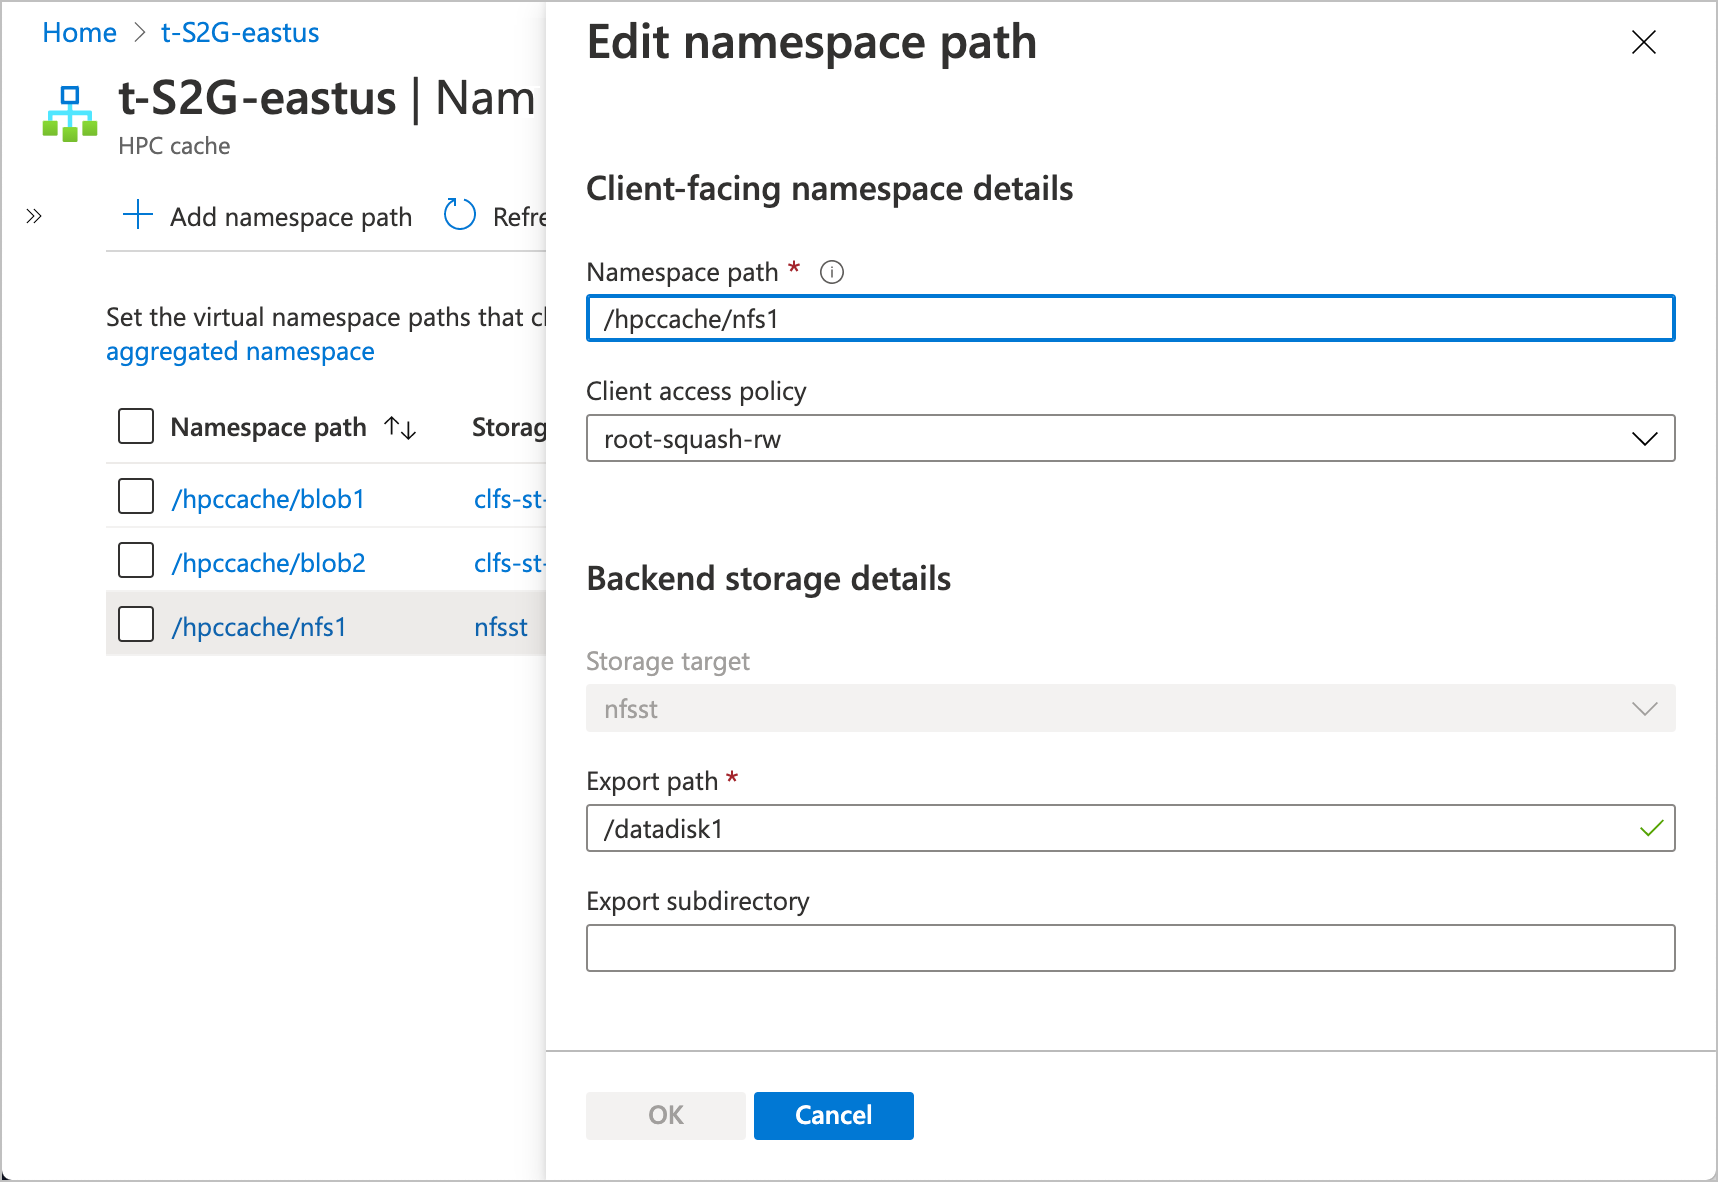 Home > t-S2G-eastus
t-S2G-eastus | Nam
HPC cache
Add namespace path Refre
Set the virtual namespace paths that cl
aggregated namespace
Namespace path Storag
/hpccache/blob1 clfs-st-
/hpccache/blob2 clfs-st-
/hpccache/nfs1 nfsst
Edit namespace path
Client-facing namespace details
Namespace path *
/hpccache/nfs1
Client access policy
root-squash-rw
Backend storage details
Storage target
nfsst
Export path *
/datadisk1
Export subdirectory
OK Cancel